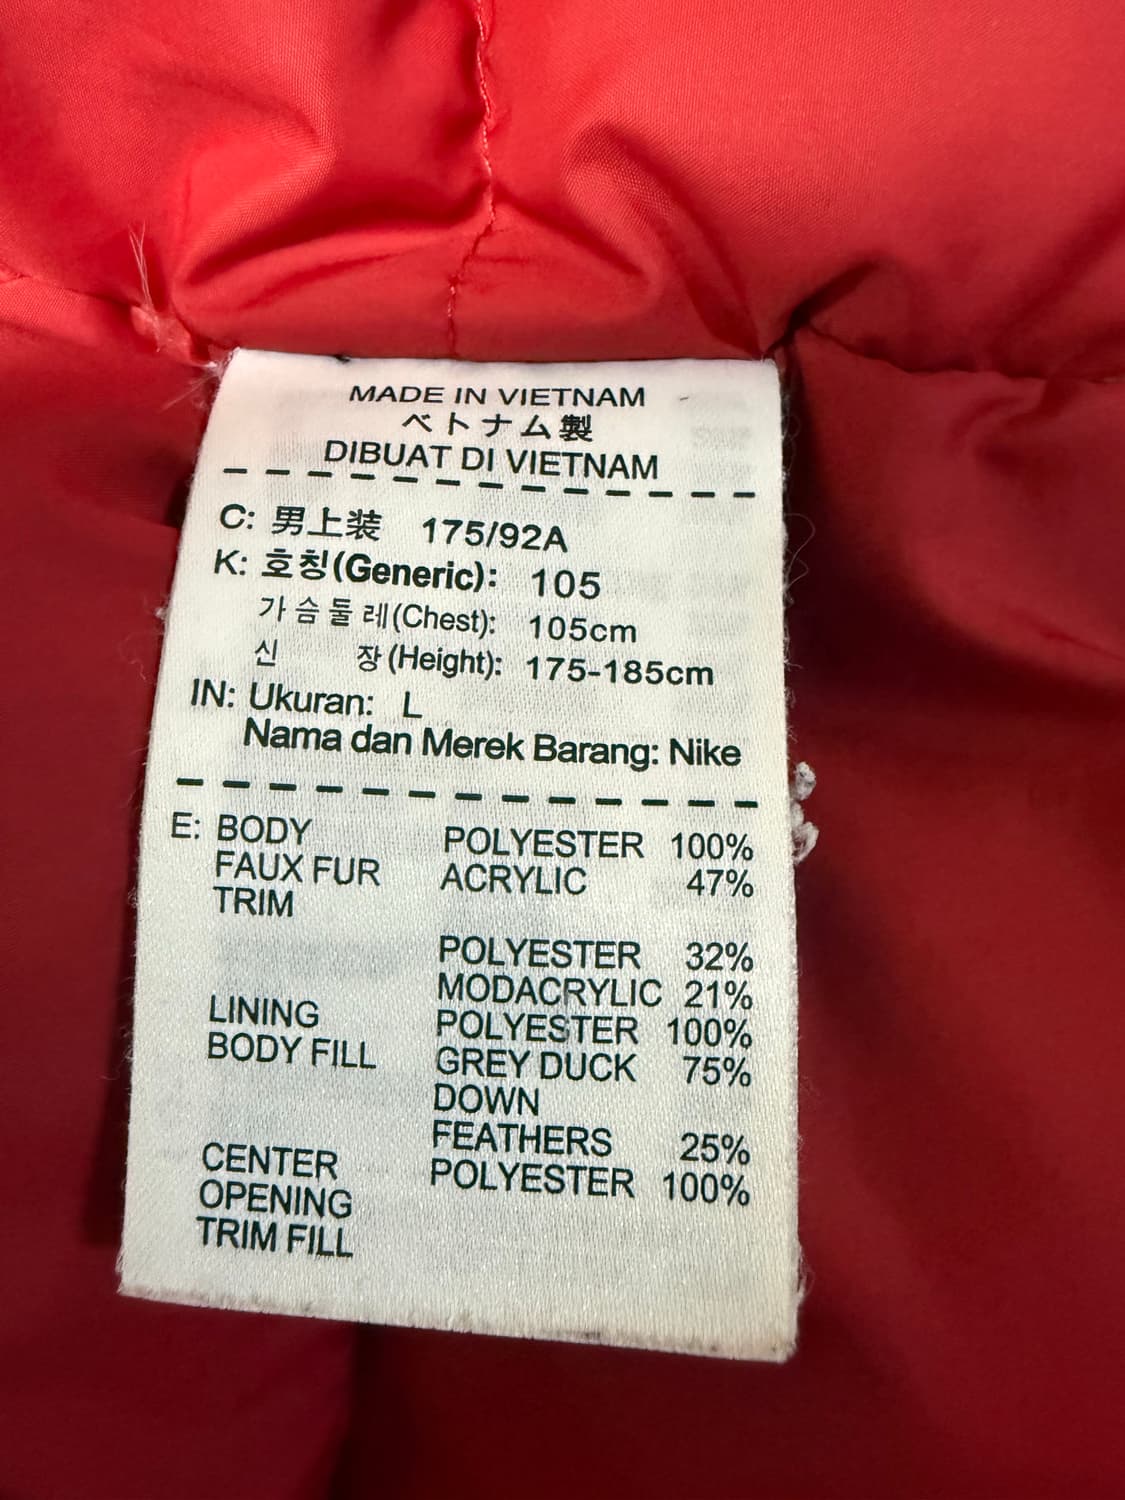 MADE IN VIETNAM
ベトナム製
DIBUAT DI VIETNAM
C: 男上装 175/92A
K: 호칭(Generic): 105
가슴둘레(Chest): 105cm
신 장(Height): 175-185cm
IN: Ukuran: L
Nama dan Merek Barang: Nike
E: BODY POLYESTER 100%
FAUX FUR ACRYLIC 47%
TRIM
POLYESTER 32%
MODACRYLIC 21%
LINING POLYESTER 100%
BODY FILL GREY DUCK 75%
DOWN
FEATHERS 25%
CENTER POLYESTER 100%
OPENING
TRIM FILL